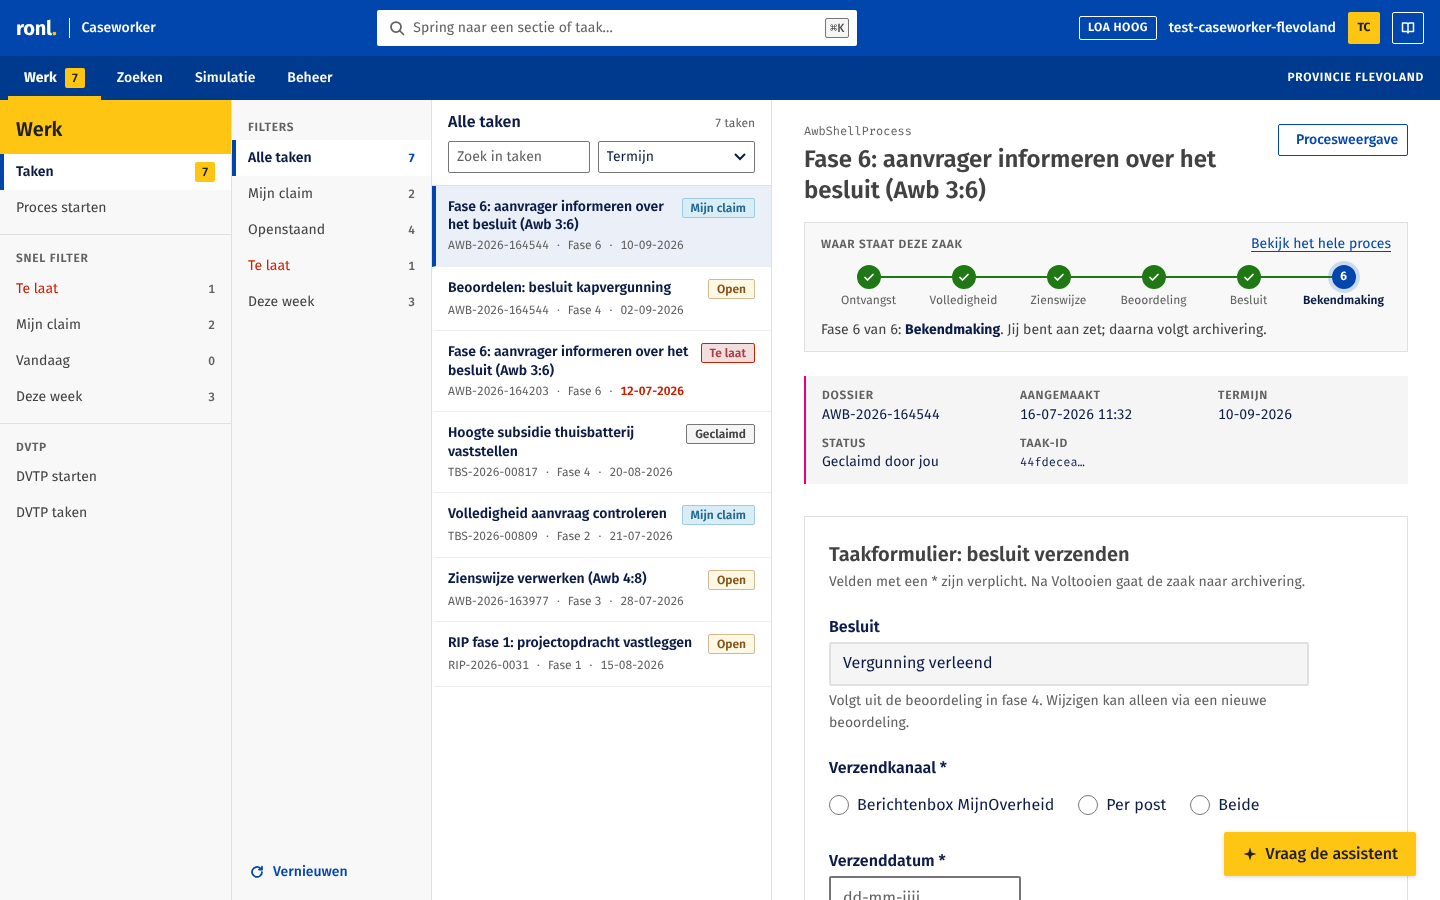 ronl.
Caseworker
Spring naar een sectie of taak...
⌘K
LOA HOOG
test-caseworker-flevoland
TC
Werk 7
Zoeken
Simulatie
Beheer
PROVINCIE FLEVOLAND
Werk
Taken 7
Proces starten
SNEL FILTER
Te laat 1
Mijn claim 2
Vandaag 0
Deze week 3
DVTP
DVTP starten
DVTP taken
FILTERS
Alle taken 7
Mijn claim 2
Openstaand 4
Te laat 1
Deze week 3
Vernieuwen
Alle taken
7 taken
Zoek in taken
Termijn
Fase 6: aanvrager informeren over
het besluit (Awb 3:6)
Mijn claim
AWB-2026-164544 · Fase 6 · 10-09-2026
Beoordelen: besluit kapvergunning
Open
AWB-2026-164544 · Fase 4 · 02-09-2026
Fase 6: aanvrager informeren over het
besluit (Awb 3:6)
Te laat
AWB-2026-164203 · Fase 6 · 12-07-2026
Hoogte subsidie thuisbatterij
vaststellen
Geclaimd
TBS-2026-00817 · Fase 4 · 20-08-2026
Volledigheid aanvraag controleren
Mijn claim
TBS-2026-00809 · Fase 2 · 21-07-2026
Zienswijze verwerken (Awb 4:8)
Open
AWB-2026-163977 · Fase 3 · 28-07-2026
RIP fase 1: projectopdracht vastleggen
Open
RIP-2026-0031 · Fase 1 · 15-08-2026
AwbShellProcess
Fase 6: aanvrager informeren over het
besluit (Awb 3:6)
Procesweergave
WAAR STAAT DEZE ZAAK
Bekijk het hele proces
6
Ontvangst
Volledigheid
Zienswijze
Beoordeling
Besluit
Bekendmaking
Fase 6 van 6: Bekendmaking. Jij bent aan zet; daarna volgt archivering.
DOSSIER
AWB-2026-164544
AANGEMAAKT
16-07-2026 11:32
TERMIJN
10-09-2026
STATUS
Geclaimd door jou
TAAK-ID
44fdecea…
Taakformulier: besluit verzenden
Velden met een * zijn verplicht. Na Voltooien gaat de zaak naar archivering.
Besluit
Vergunning verleend
Volgt uit de beoordeling in fase 4. Wijzigen kan alleen via een nieuwe
beoordeling.
Verzendkanaal *
Berichtenbox MijnOverheid
Per post
Beide
Verzenddatum *
dd-mm-jjjj
Vraag de assistent